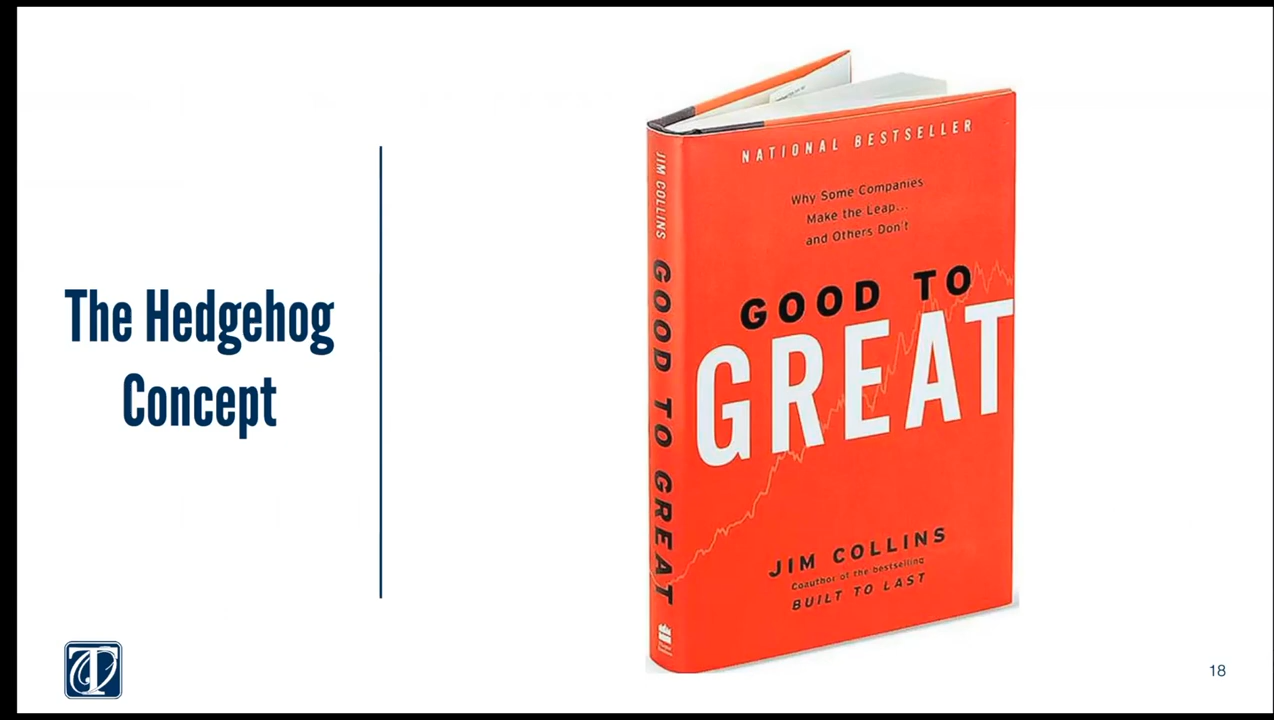 The Hedgehog
Concept
JIM COLLINS GOOD TO GREAT
NATIONAL BESTSELLER
Why Some Companies
Make the Leap...
and Others Don't
GOOD TO
GREAT
JIM COLLINS
Coauthor of the bestselling
BUILT TO LAST
18